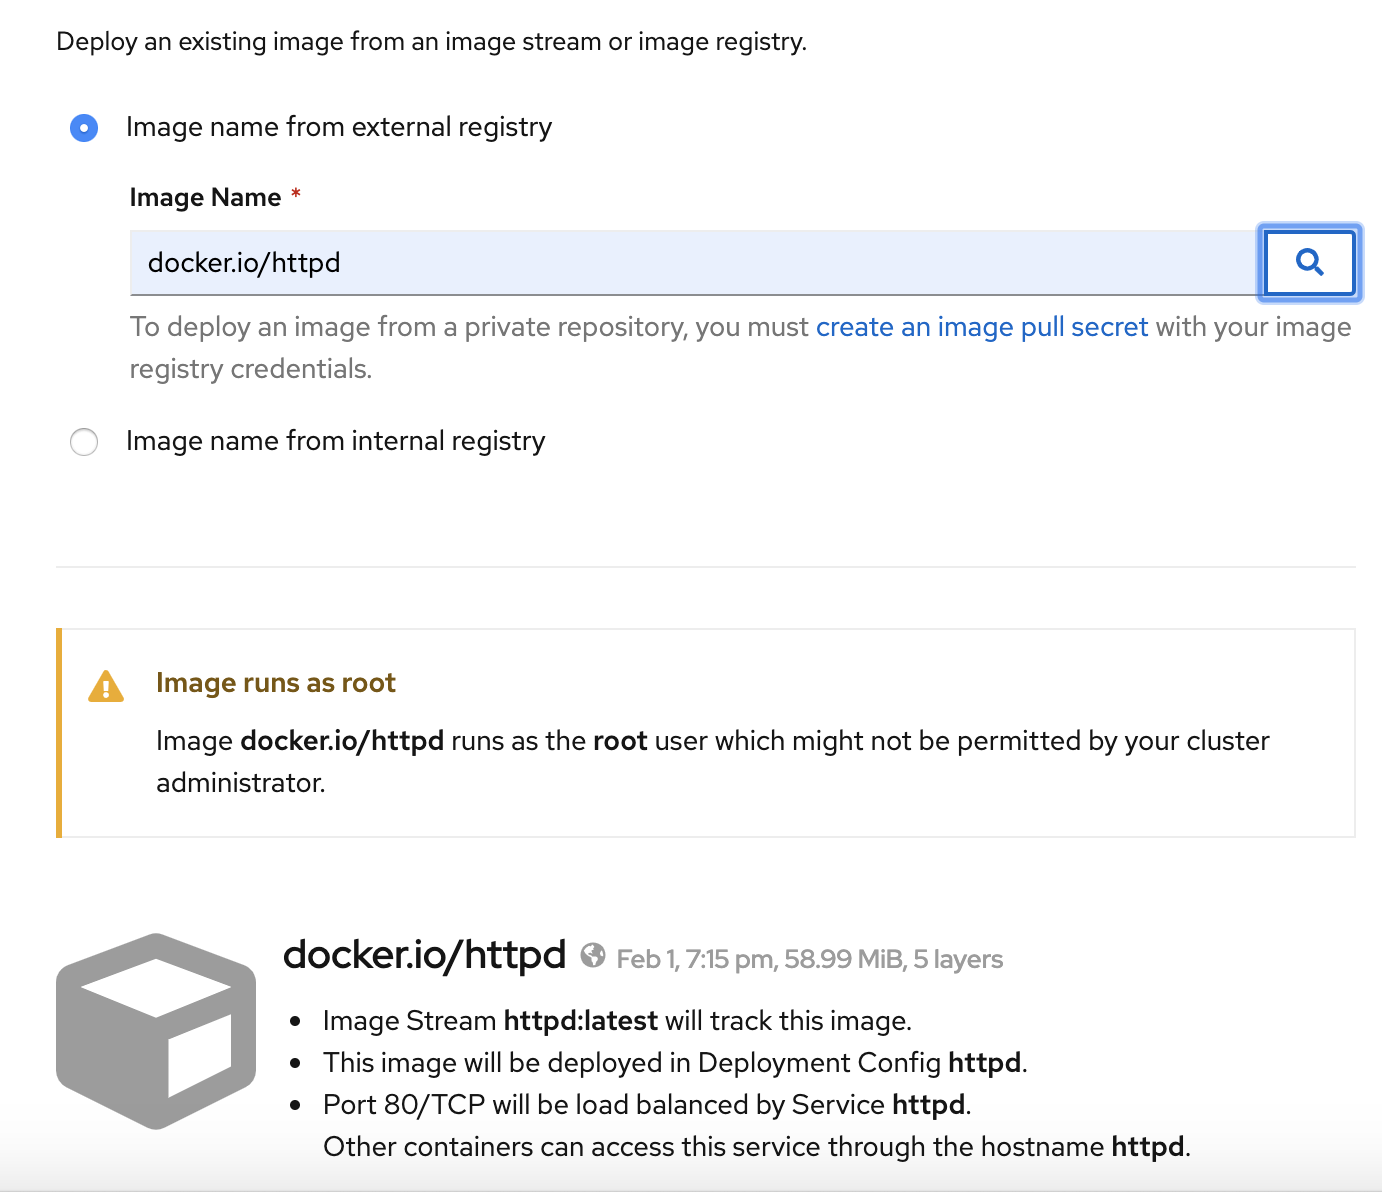 Deploy an existing image from an image stream or image registry.
Image name from external registry
Image Name *
docker.io/httpd
To deploy an image from a private repository, you must create an image pull secret with your image
registry credentials.
Image name from internal registry
Image runs as root
Image docker.io/httpd runs as the root user which might not be permitted by your cluster
administrator.
docker.io/httpd Feb 1, 7:15 pm, 58.99 MiB, 5 layers
• Image Stream httpd:latest will track this image.
• This image will be deployed in Deployment Config httpd.
• Port 80/TCP will be load balanced by Service httpd.
Other containers can access this service through the hostname httpd.